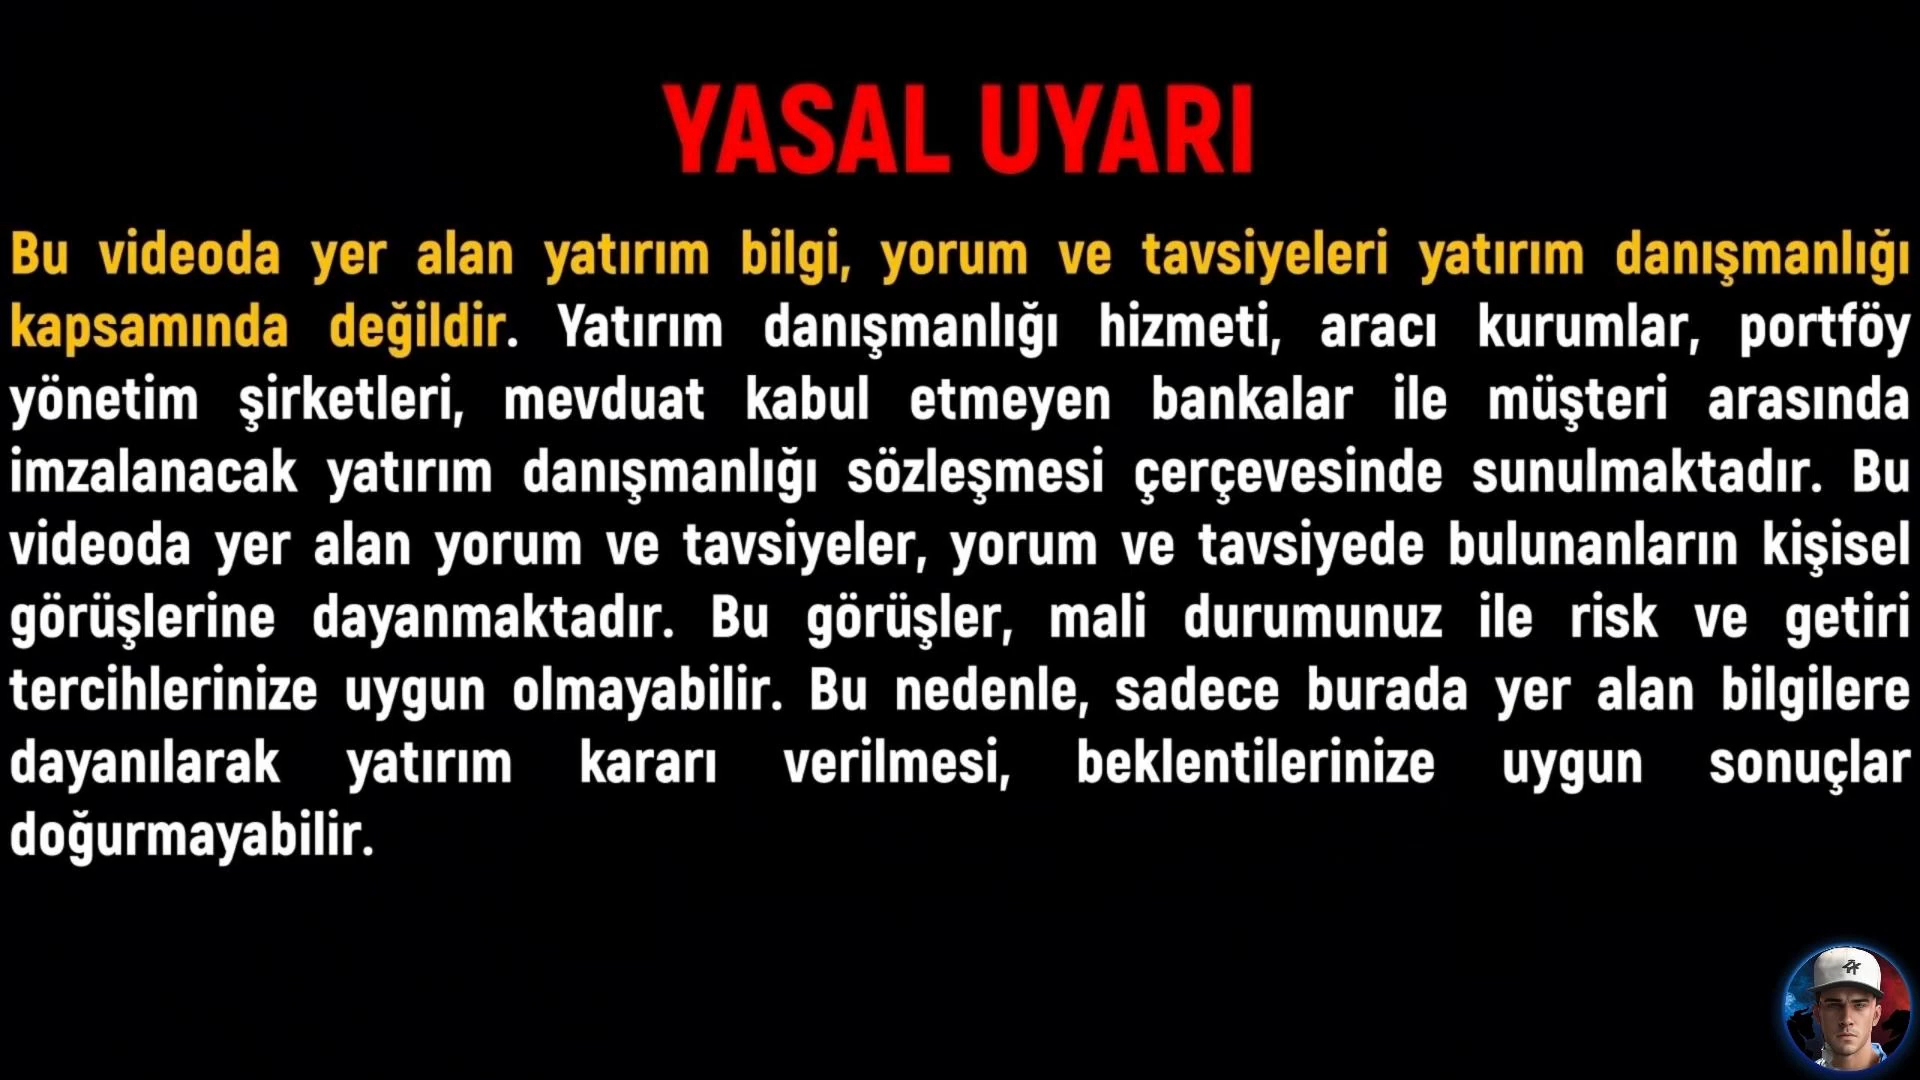 YASAL UYARI
Bu videoda yer alan yatırım bilgi, yorum ve tavsiyeleri yatırım danışmanlığı
kapsamında değildir. Yatırım danışmanlığı hizmeti, aracı kurumlar, portföy
yönetim şirketleri, mevduat kabul etmeyen bankalar ile müşteri arasında
imzalanacak yatırım danışmanlığı sözleşmesi çerçevesinde sunulmaktadır. Bu
videoda yer alan yorum ve tavsiyeler, yorum ve tavsiyede bulunanların kişisel
görüşlerine dayanmaktadır. Bu görüşler, mali durumunuz ile risk ve getiri
tercihlerinize uygun olmayabilir. Bu nedenle, sadece burada yer alan bilgilere
dayanılarak yatırım kararı verilmesi, beklentilerinize uygun sonuçlar
doğurmayabilir.